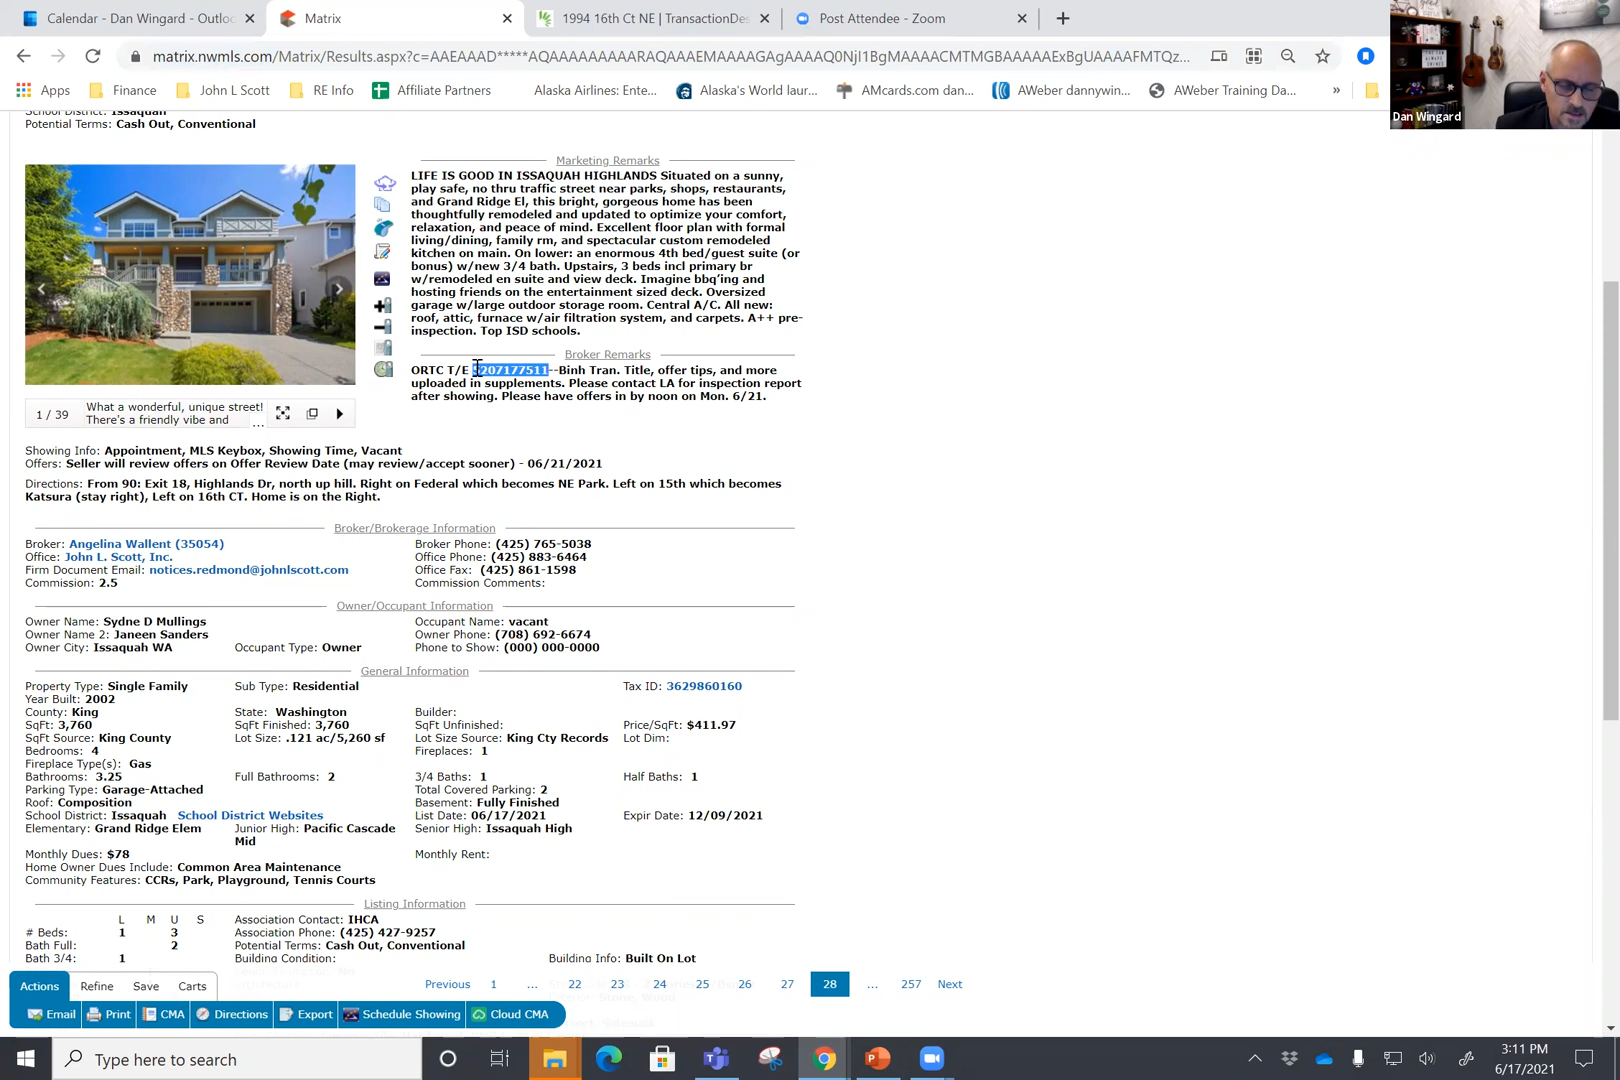 Calendar - Dan Wingard - Outlo
Matrix
1994 16th Ct NE | TransactionDes
Post Attendee - Zoom
matrix.nwmls.com/Matrix/Results.aspx?c=AAEAAAD*****AQAAAAAAAAARAQAAAEMAAAAGAgAAAAQ0NjI1BgMAAAACMTMGBAAAAAExBgUAAAAFMTQz...
Apps
Finance
John L Scott
RE Info
Affiliate Partners
Alaska Airlines: Ente...
Alaska's World laur...
AMcards.com dan...
AWeber dannywin...
AWeber Training Da...
»
Dan Wingard
School District: Issaquah
Potential Terms: Cash Out, Conventional
Marketing Remarks
LIFE IS GOOD IN ISSAQUAH HIGHLANDS Situated on a sunny,
play safe, no thru traffic street near parks, shops, restaurants,
and Grand Ridge El, this bright, gorgeous home has been
thoughtfully remodeled and updated to optimize your comfort,
relaxation, and peace of mind. Excellent floor plan with formal
living/dining, family rm, and spectacular custom remodeled
kitchen on main. On lower: an enormous 4th bed/guest suite (or
bonus) w/new 3/4 bath. Upstairs, 3 beds incl primary br
w/remodeled en suite and view deck. Imagine bbq'ing and
hosting friends on the entertainment sized deck. Oversized
garage w/large outdoor storage room. Central A/C. All new:
roof, attic, furnace w/air filtration system, and carpets. A++ pre-
inspection. Top ISD schools.
Broker Remarks
ORTC T/E 5207177511--Binh Tran. Title, offer tips, and more
uploaded in supplements. Please contact LA for inspection report
after showing. Please have offers in by noon on Mon. 6/21.
1 / 39
What a wonderful, unique street!
There's a friendly vibe and
...
Showing Info: Appointment, MLS Keybox, Showing Time, Vacant
Offers: Seller will review offers on Offer Review Date (may review/accept sooner) - 06/21/2021
Directions: From 90: Exit 18, Highlands Dr, north up hill. Right on Federal which becomes NE Park. Left on 15th which becomes
Katsura (stay right), Left on 16th CT. Home is on the Right.
Broker/Brokerage Information
Broker: Angelina Wallent (35054) Broker Phone: (425) 765-5038
Office: John L. Scott, Inc. Office Phone: (425) 883-6464
Firm Document Email: notices.redmond@johnlscott.com Office Fax: (425) 861-1598
Commission: 2.5 Commission Comments:
Owner/Occupant Information
Owner Name: Sydne D Mullings Occupant Name: vacant
Owner Name 2: Janeen Sanders Owner Phone: (708) 692-6674
Owner City: Issaquah WA Occupant Type: Owner Phone to Show: (000) 000-0000
General Information
Property Type: Single Family Sub Type: Residential Tax ID: 3629860160
Year Built: 2002
County: King State: Washington Builder:
SqFt: 3,760 SqFt Finished: 3,760 SqFt Unfinished: Price/SqFt: $411.97
SqFt Source: King County Lot Size: .121 ac/5,260 sf Lot Size Source: King Cty Records Lot Dim:
Bedrooms: 4 Fireplaces: 1
Fireplace Type(s): Gas
Bathrooms: 3.25 Full Bathrooms: 2 3/4 Baths: 1 Half Baths: 1
Parking Type: Garage-Attached Total Covered Parking: 2
Roof: Composition Basement: Fully Finished
School District: Issaquah School District Websites List Date: 06/17/2021 Expir Date: 12/09/2021
Elementary: Grand Ridge Elem Junior High: Pacific Cascade Senior High: Issaquah High
Mid
Monthly Dues: $78 Monthly Rent:
Home Owner Dues Include: Common Area Maintenance
Community Features: CCRs, Park, Playground, Tennis Courts
Listing Information
L M U S Association Contact: IHCA
# Beds: 1 3 Association Phone: (425) 427-9257
Bath Full: 2 Potential Terms: Cash Out, Conventional
Bath 3/4: 1 Building Condition: Building Info: Built On Lot
Actions Refine Save Carts
Previous 1 ... 22 23 24 25 26 27 28 ... 257 Next
Email Print CMA Directions Export Schedule Showing Cloud CMA
Type here to search
3:11 PM
6/17/2021